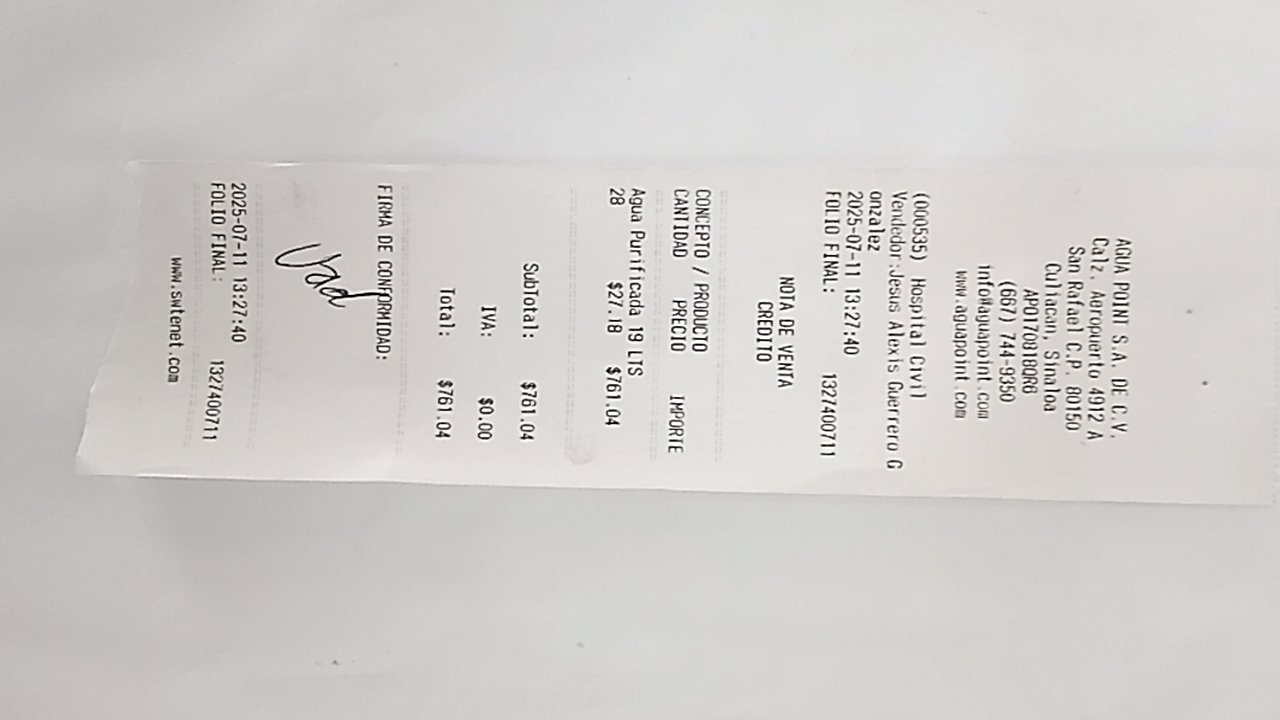 AGUA POINT S.A. DE C.V.
Calz. Aeropuerto 4912 A
San Rafael C.P. 80150
Culiacan, Sinaloa
APO170818QR6
(667) 744-9350
info@aguapoint.com
www.aguapoint.com
(000535) Hospital Civil
Vendedor:Jesus Alexis Guerrero G
onzalez
2025-07-11 13:27:40
FOLIO FINAL: 1327400711
NOTA DE VENTA
CREDITO
CONCEPTO / PRODUCTO
CANTIDAD PRECIO IMPORTE
Agua Purificada 19 LTS
28 $27.18 $761.04
SubTotal: $761.04
IVA: $0.00
Total: $761.04
FIRMA DE CONFORMIDAD:
2025-07-11 13:27:40
FOLIO FINAL: 1327400711
www.swtenet.com